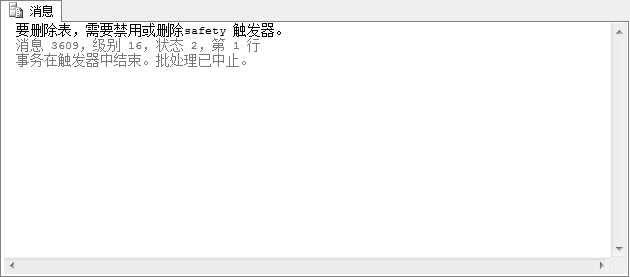 消息
要删除表，需要禁用或删除safety 触发器。
消息 3609，级别 16，状态 2，第 1 行
事务在触发器中结束。批处理已中止。